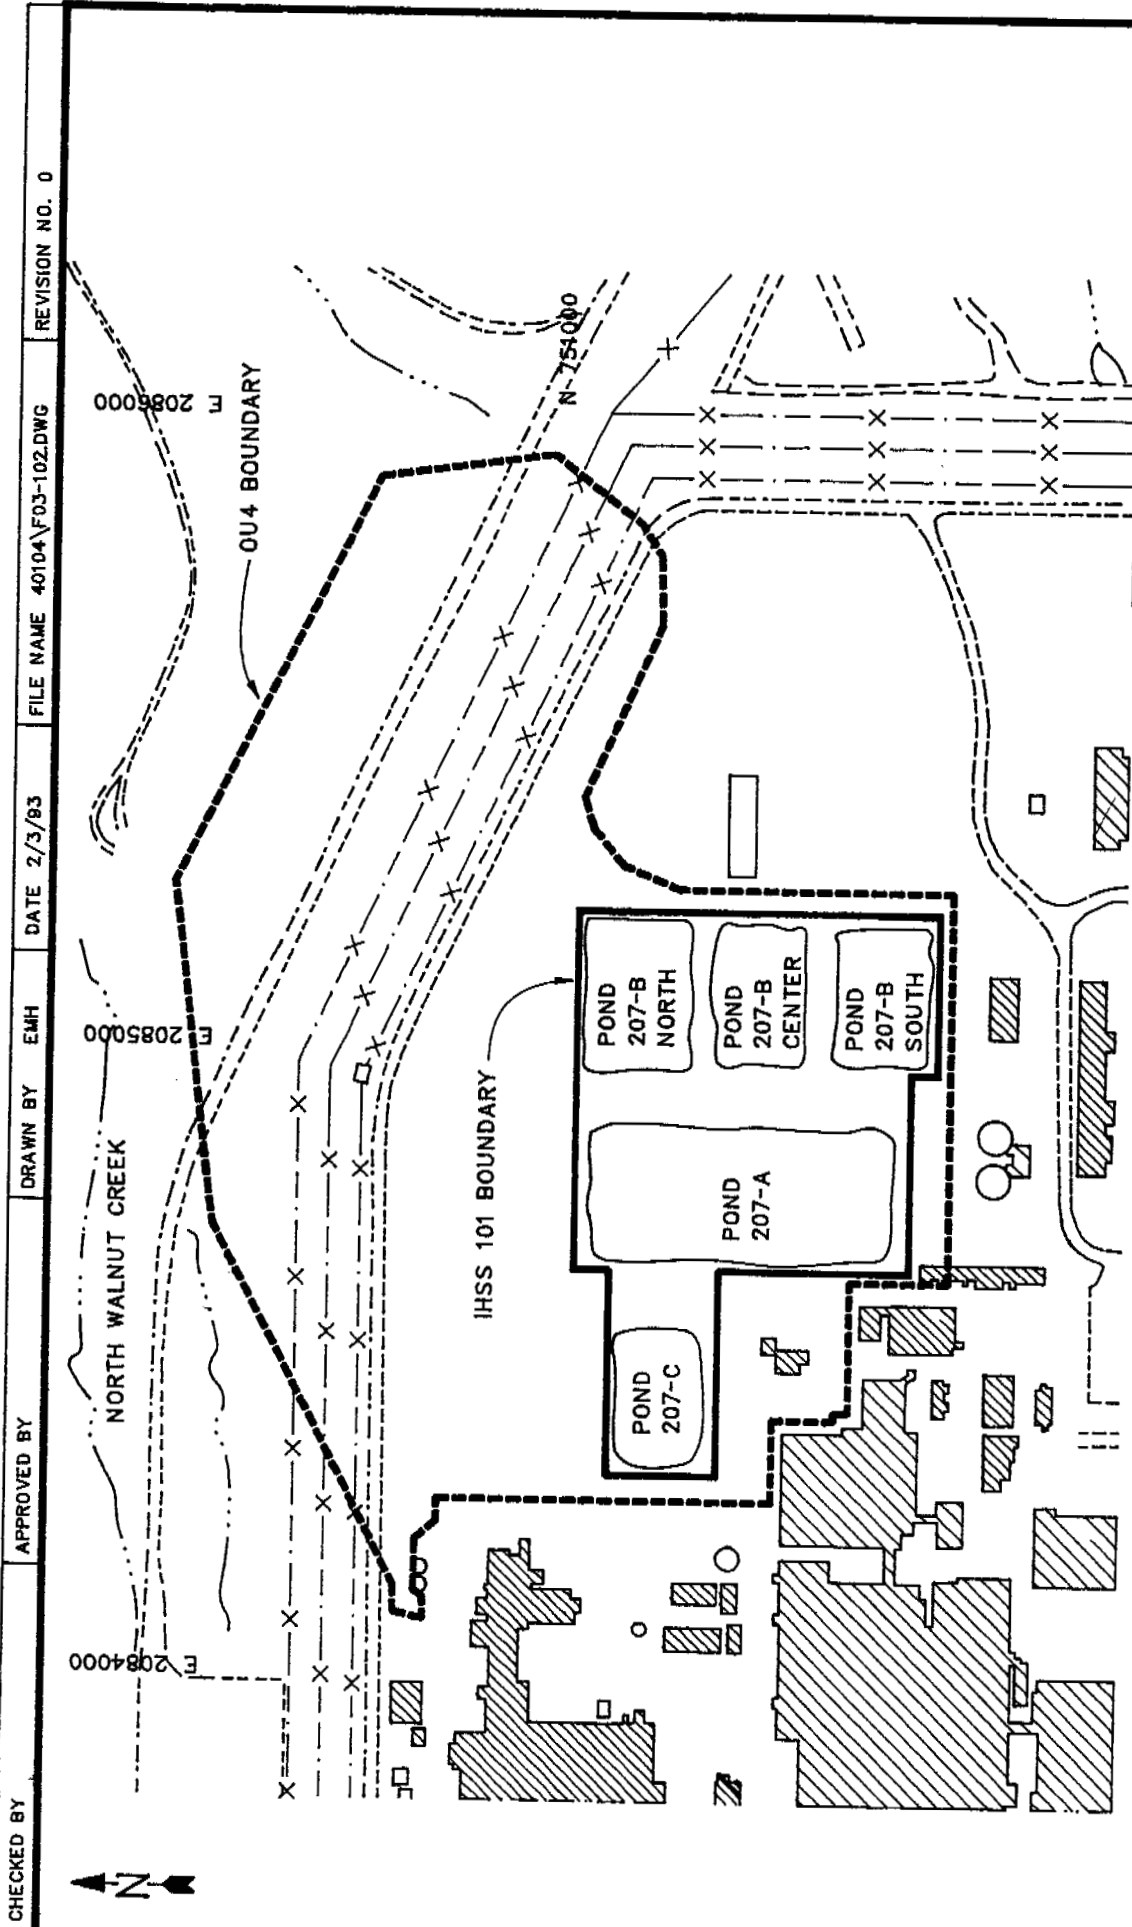 CHECKED BY
APPROVED BY
DRAWN BY EMH
DATE 2/3/93
FILE NAME 40104\F03-102.DWG
REVISION NO. 0
N
NORTH WALNUT CREEK
E 2084000
E 2085000
E 2086000
OU4 BOUNDARY
N 751000
IHSS 101 BOUNDARY
POND
207-C
POND
207-A
POND
207-B
NORTH
POND
207-B
CENTER
POND
207-B
SOUTH